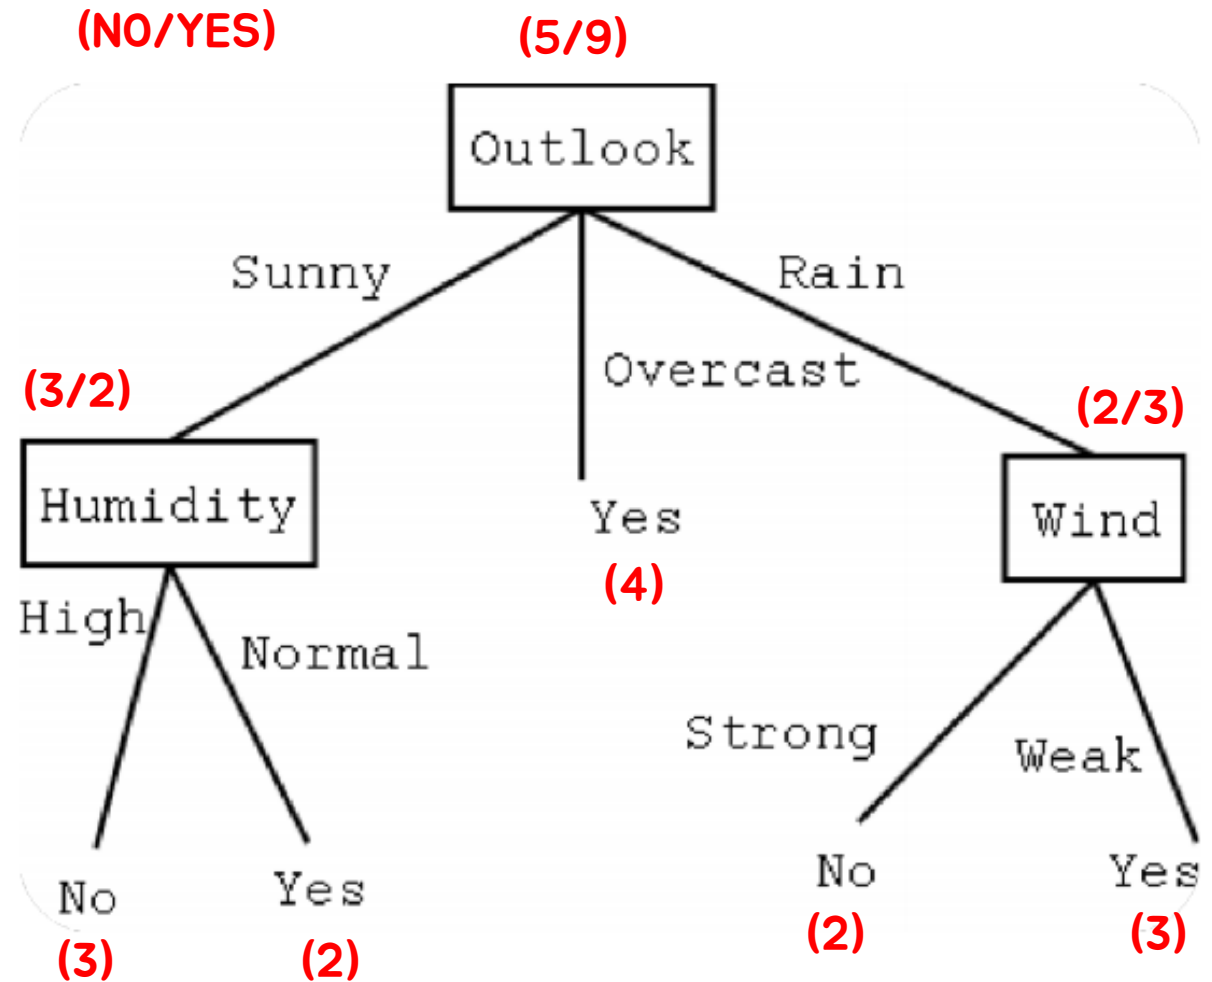 (NO/YES)
(5/9)
Outlook
Sunny
Rain
Overcast
(3/2)
(2/3)
Humidity
Yes
Wind
(4)
High
Normal
Strong
Weak
No
Yes
No
Yes
(3)
(2)
(2)
(3)